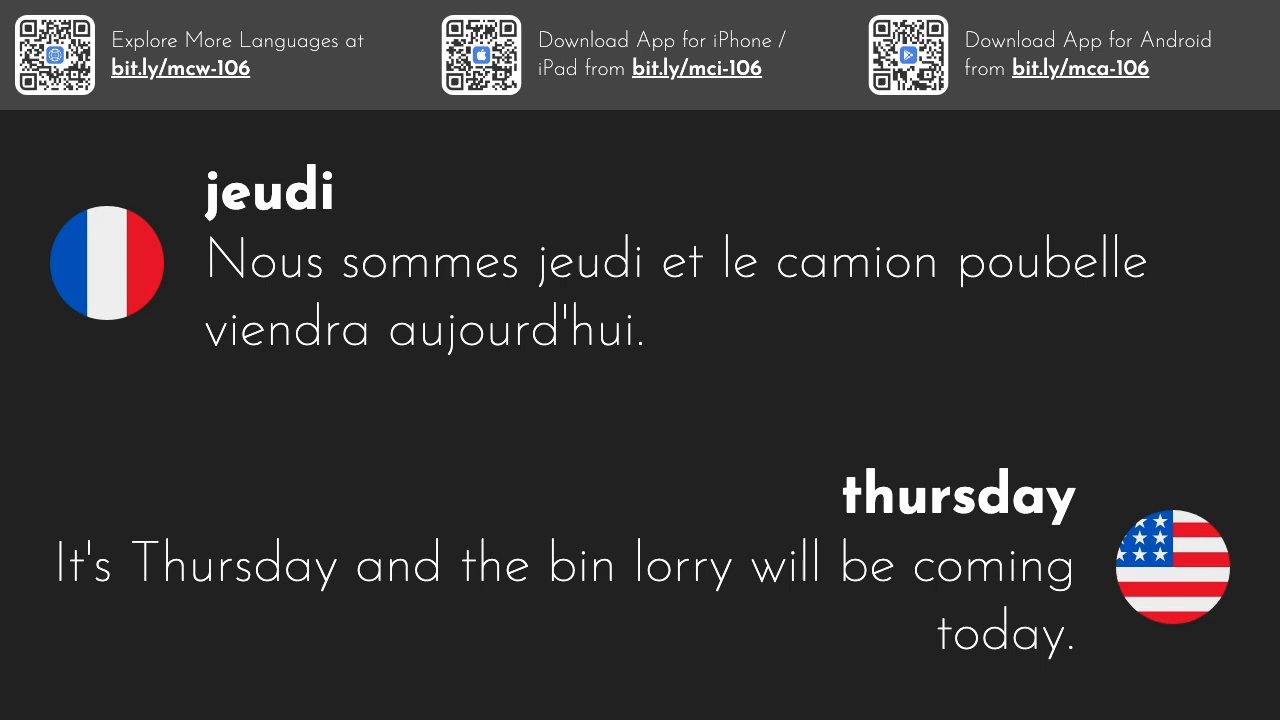 Explore More Languages at
bit.ly/mcw-106
Download App for iPhone /
iPad from bit.ly/mci-106
Download App for Android
from bit.ly/mca-106
jeudi
Nous sommes jeudi et le camion poubelle
viendra aujourd'hui.
thursday
It's Thursday and the bin lorry will be coming
today.